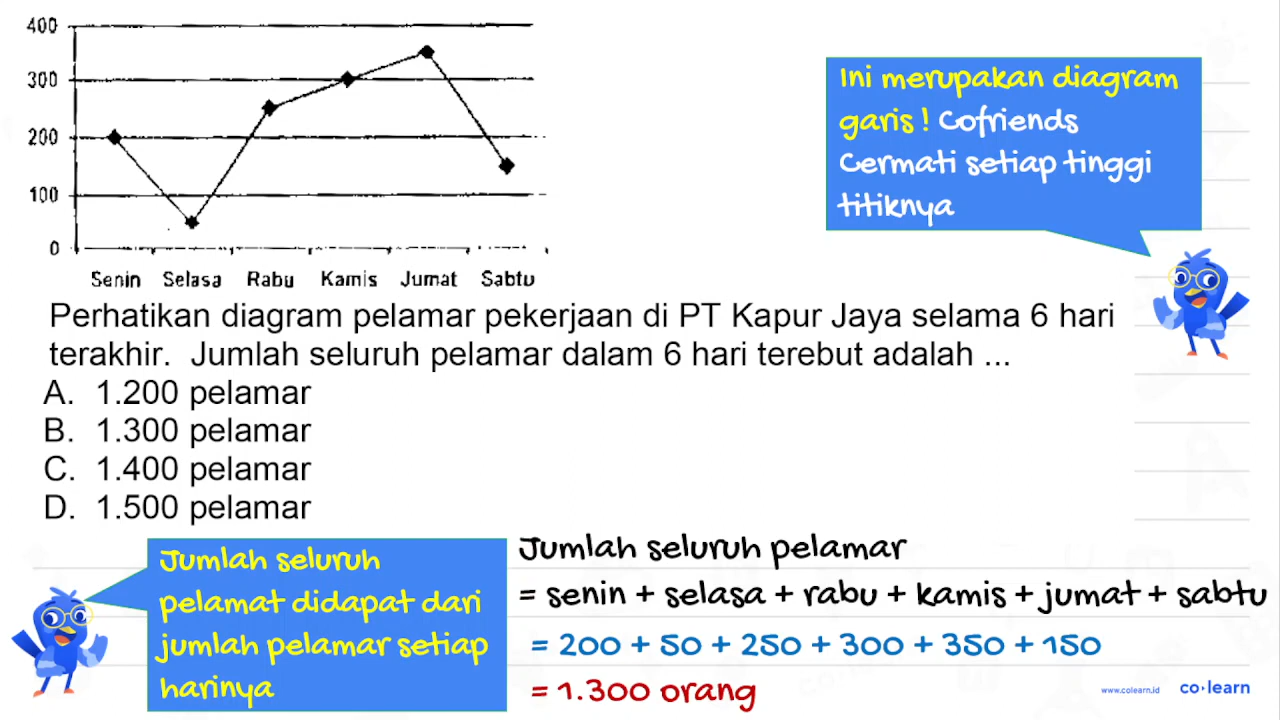 400
300
200
100
0
Senin Selasa Rabu Kamis Jumat Sabtu
Ini merupakan diagram
garis! Cofriends
Cermati setiap tinggi
titiknya
Perhatikan diagram pelamar pekerjaan di PT Kapur Jaya selama 6 hari
terakhir. Jumlah seluruh pelamar dalam 6 hari terebut adalah ...
A. 1.200 pelamar
B. 1.300 pelamar
C. 1.400 pelamar
D. 1.500 pelamar
Jumlah seluruh
pelamat didapat dari
jumlah pelamar setiap
harinya
Jumlah seluruh pelamar
= senin + selasa + rabu + kamis + jumat + sabtu
= 200 + 50 + 250 + 300 + 350 + 150
= 1.300 orang
www.colearn.id co·learn